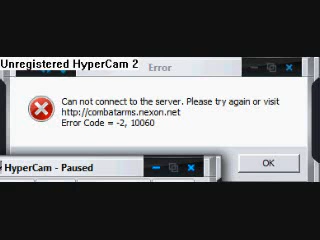 Unregistered HyperCam 2
Error
Can not connect to the server. Please try again or visit
http://combatarms.nexon.net
Error Code = -2, 10060
OK
HyperCam - Paused